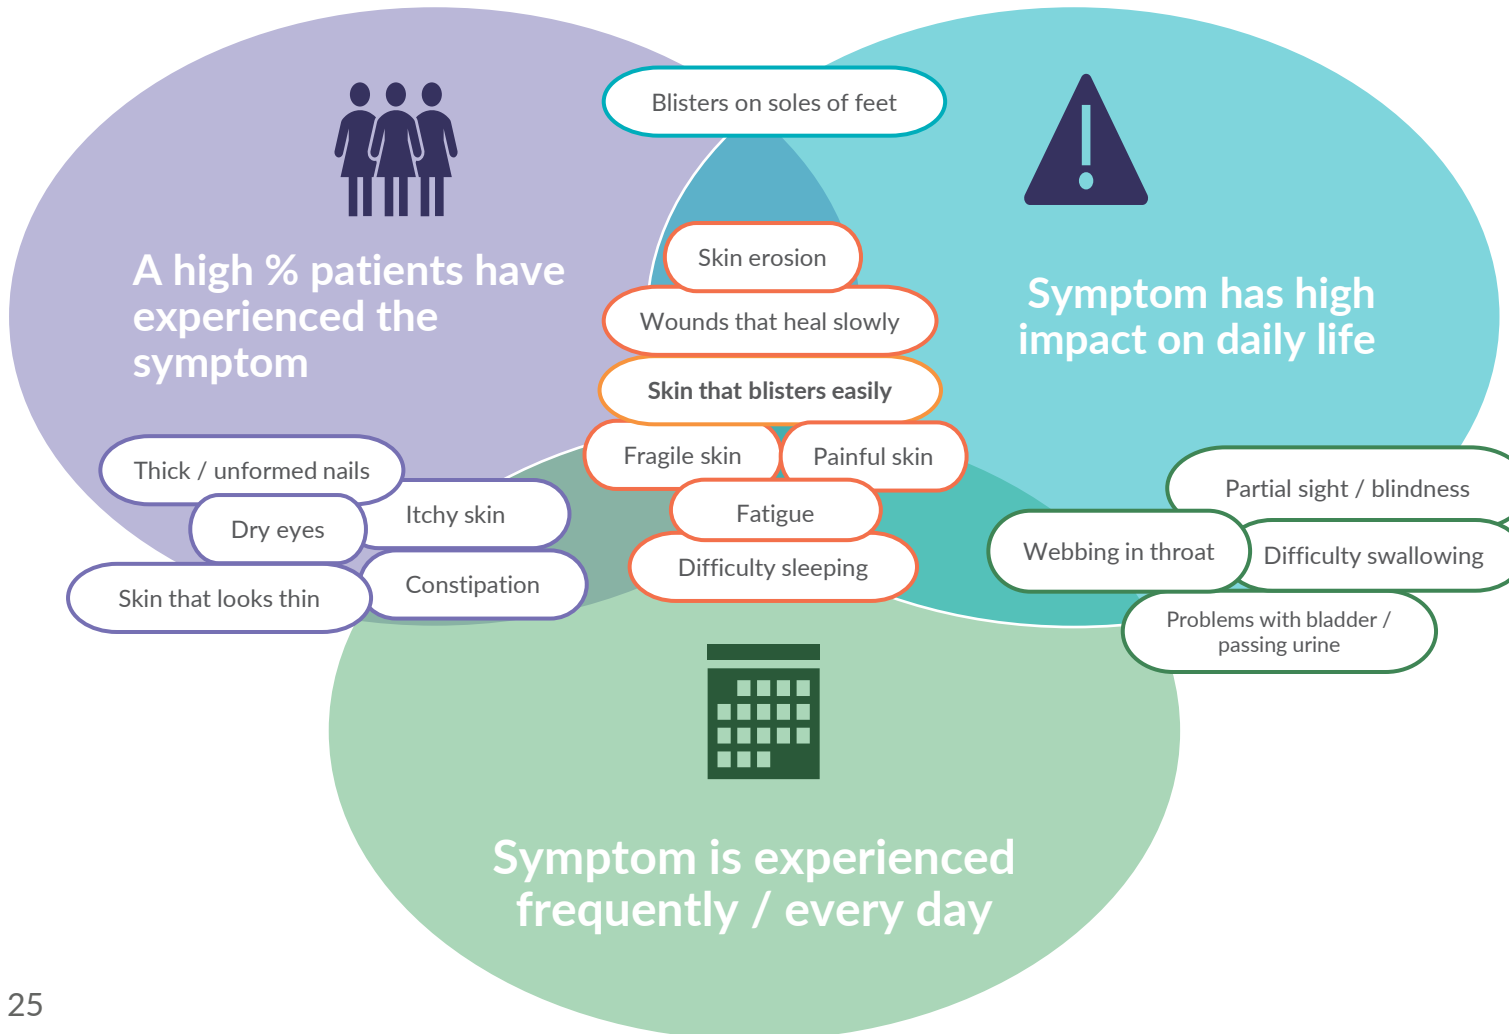 Blisters on soles of feet
A high % patients have
experienced the
symptom
Symptom has high
impact on daily life
Skin erosion
Wounds that heal slowly
Skin that blisters easily
Fragile skin
Painful skin
Fatigue
Difficulty sleeping
Thick / unformed nails
Itchy skin
Dry eyes
Constipation
Skin that looks thin
Partial sight / blindness
Webbing in throat
Difficulty swallowing
Problems with bladder /
passing urine
Symptom is experienced
frequently / every day
25